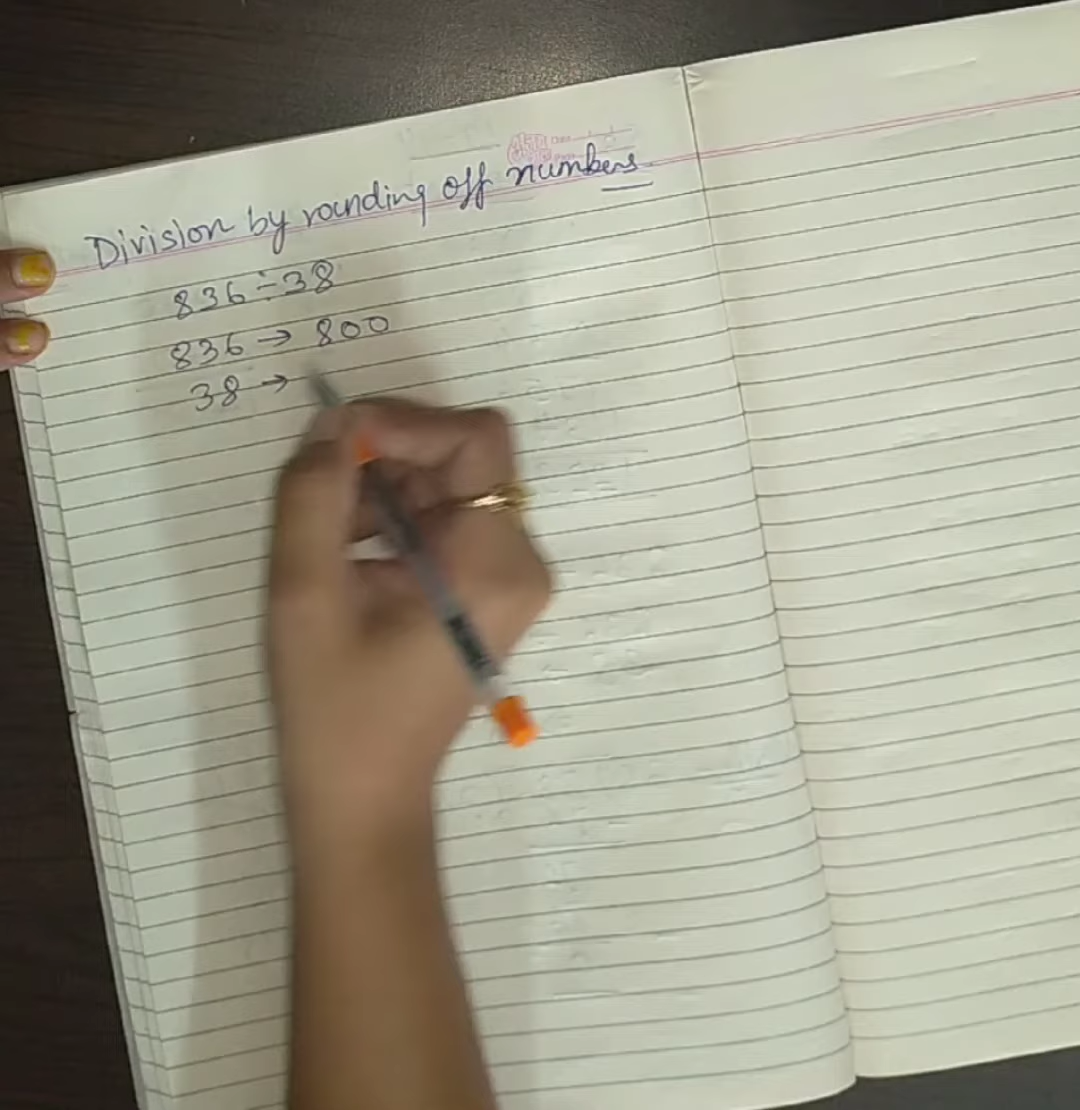 Division by rounding off numbers
836 ÷ 38
836 → 800
38 →